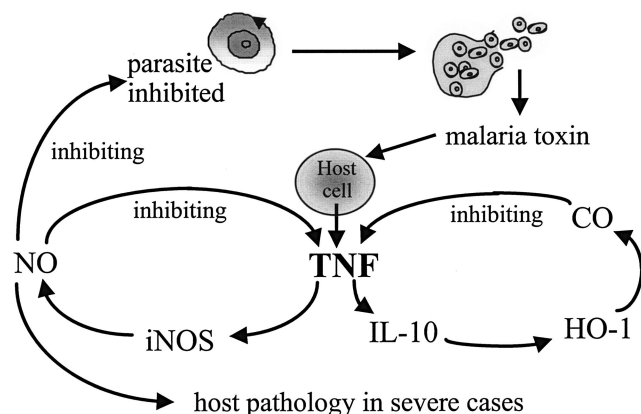 parasite
inhibited
malaria toxin
inhibiting
Host
cell
inhibiting
inhibiting
CO
NO
TNF
iNOS
IL-10
HO-1
host pathology in severe cases